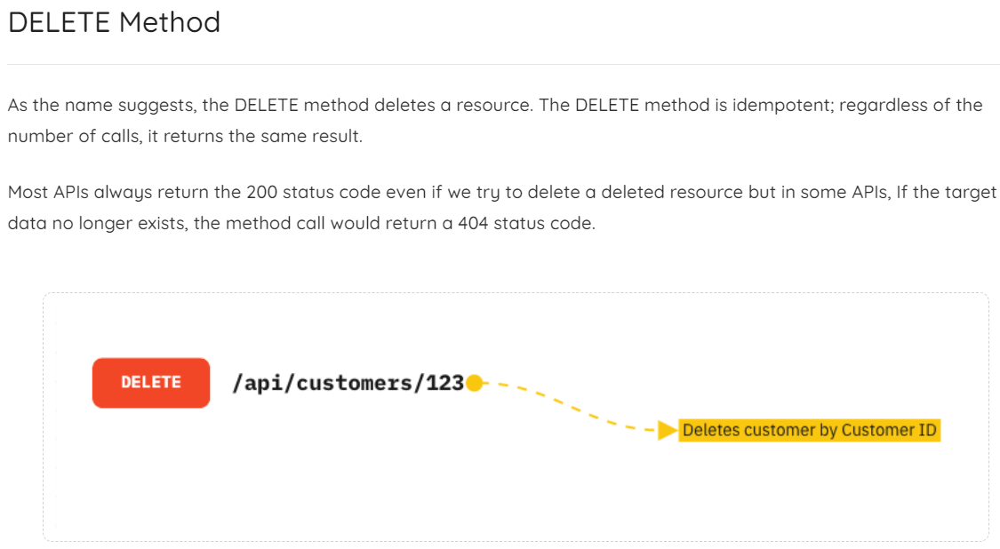 DELETE Method
As the name suggests, the DELETE method deletes a resource. The DELETE method is idempotent; regardless of the
number of calls, it returns the same result.
Most APIs always return the 200 status code even if we try to delete a deleted resource but in some APIs, If the target
data no longer exists, the method call would return a 404 status code.
DELETE /api/customers/123
Deletes customer by Customer ID